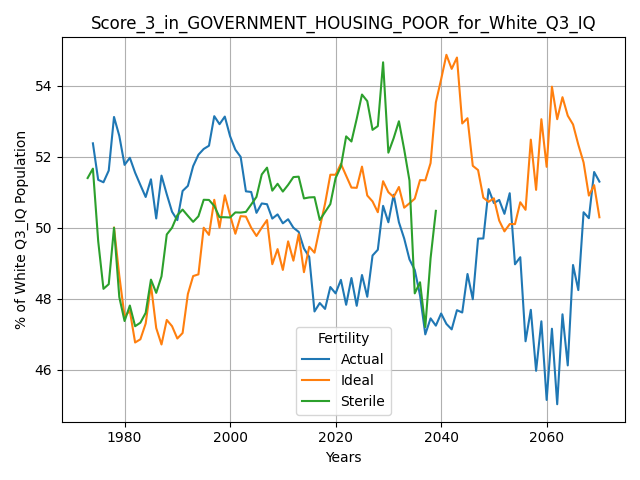 Score_3_in_GOVERNMENT_HOUSING_POOR_for_White_Q3_IQ
% of White Q3_IQ Population
54
52
50
48
46
Fertility
Actual
Ideal
Sterile
1980 2000 2020 2040 2060
Years